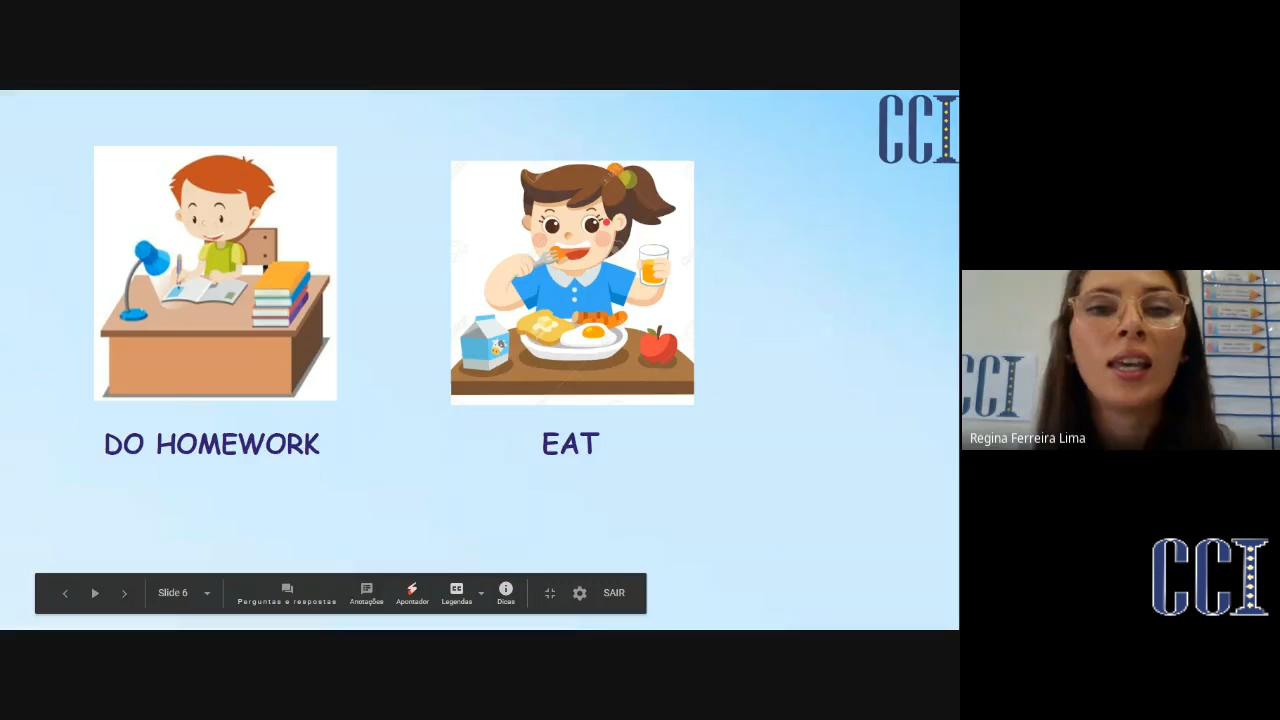 CCI
DO HOMEWORK
EAT
Slide 6
Perguntas e respostas
Anotações
Apontador
Legendas
Dicas
SAIR
CCI
Regina Ferreira Lima
CCI